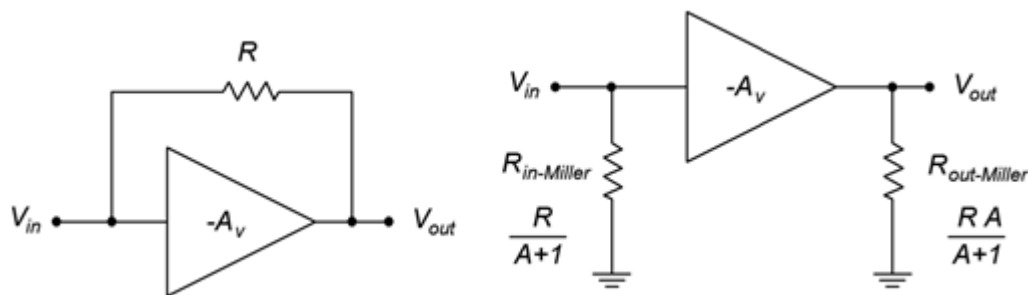 R
V_in
-A_v
V_out
V_in
-A_v
V_out
R_in-Miller
R
A+1
R_out-Miller
R A
A+1